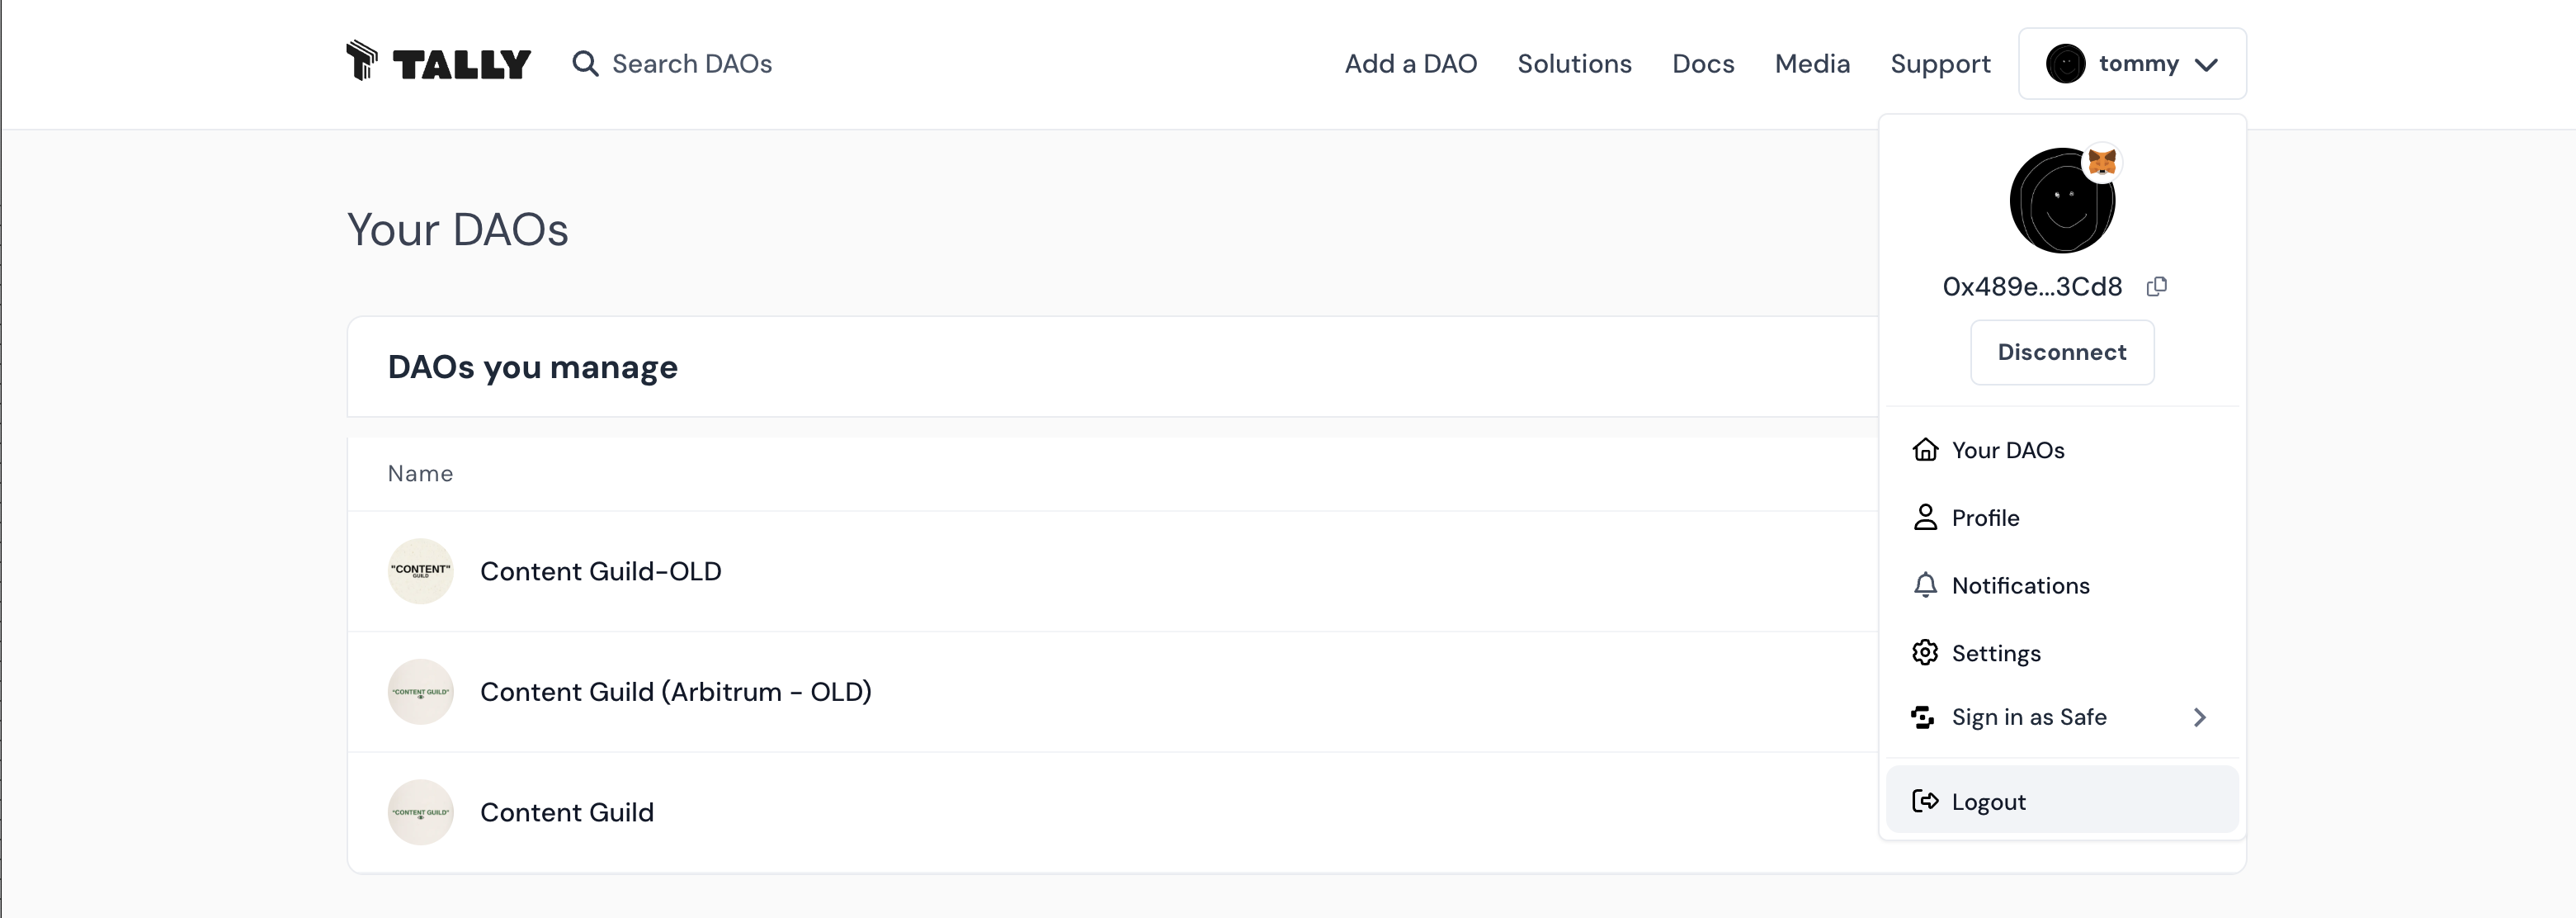 TALLY
Search DAOs
Add a DAO
Solutions
Docs
Media
Support
tommy
Your DAOs
DAOs you manage
Name
"CONTENT"
GUILD
Content Guild-OLD
"CONTENT GUILD"
Content Guild (Arbitrum - OLD)
"CONTENT GUILD"
Content Guild
0x489e...3Cd8
Disconnect
Your DAOs
Profile
Notifications
Settings
Sign in as Safe
Logout